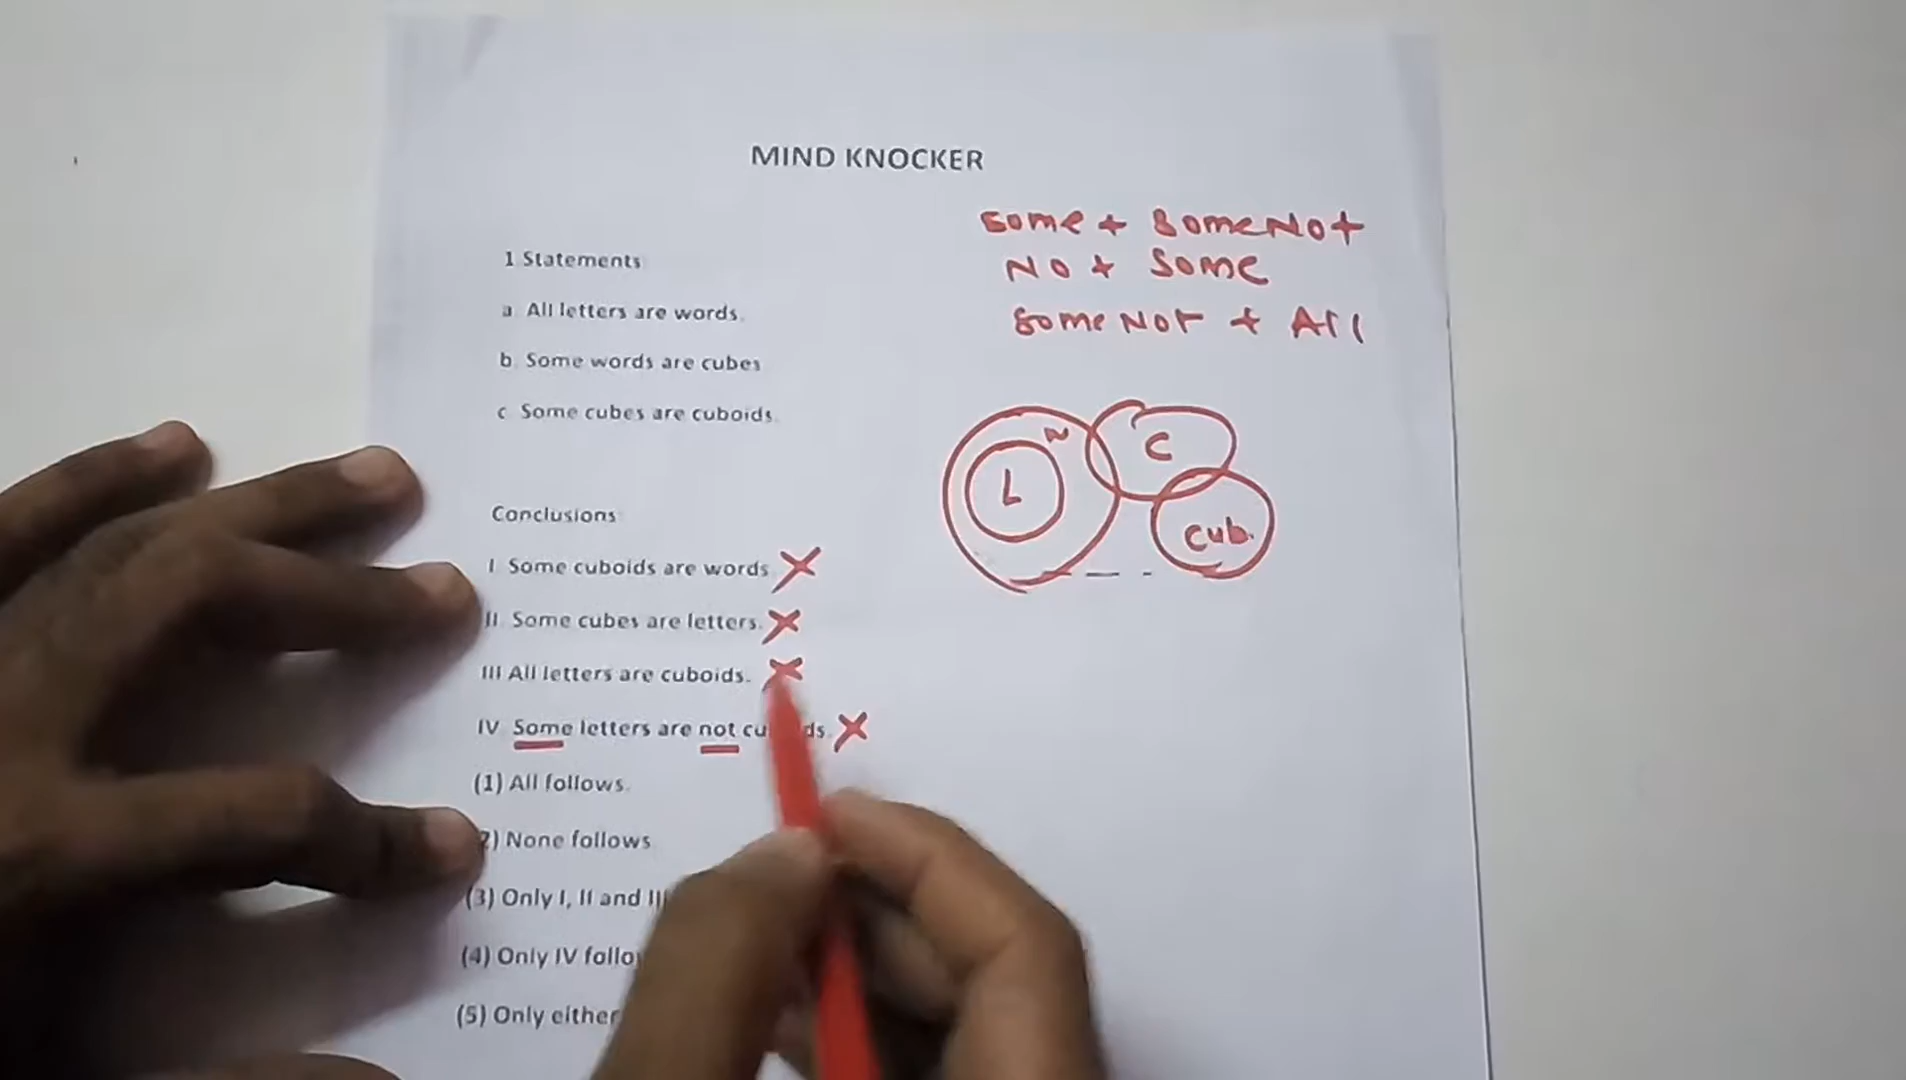 MIND KNOCKER
some + someNot
No + some
some Not + All
1 Statements
a. All letters are words.
b. Some words are cubes
c. Some cubes are cuboids.
L
C
cub.
Conclusions
I. Some cuboids are words.
II. Some cubes are letters.
III All letters are cuboids.
IV. Some letters are not
(1) All follows.
2) None follows
(3) Only I, II and
(4) Only IV
(5) Only either